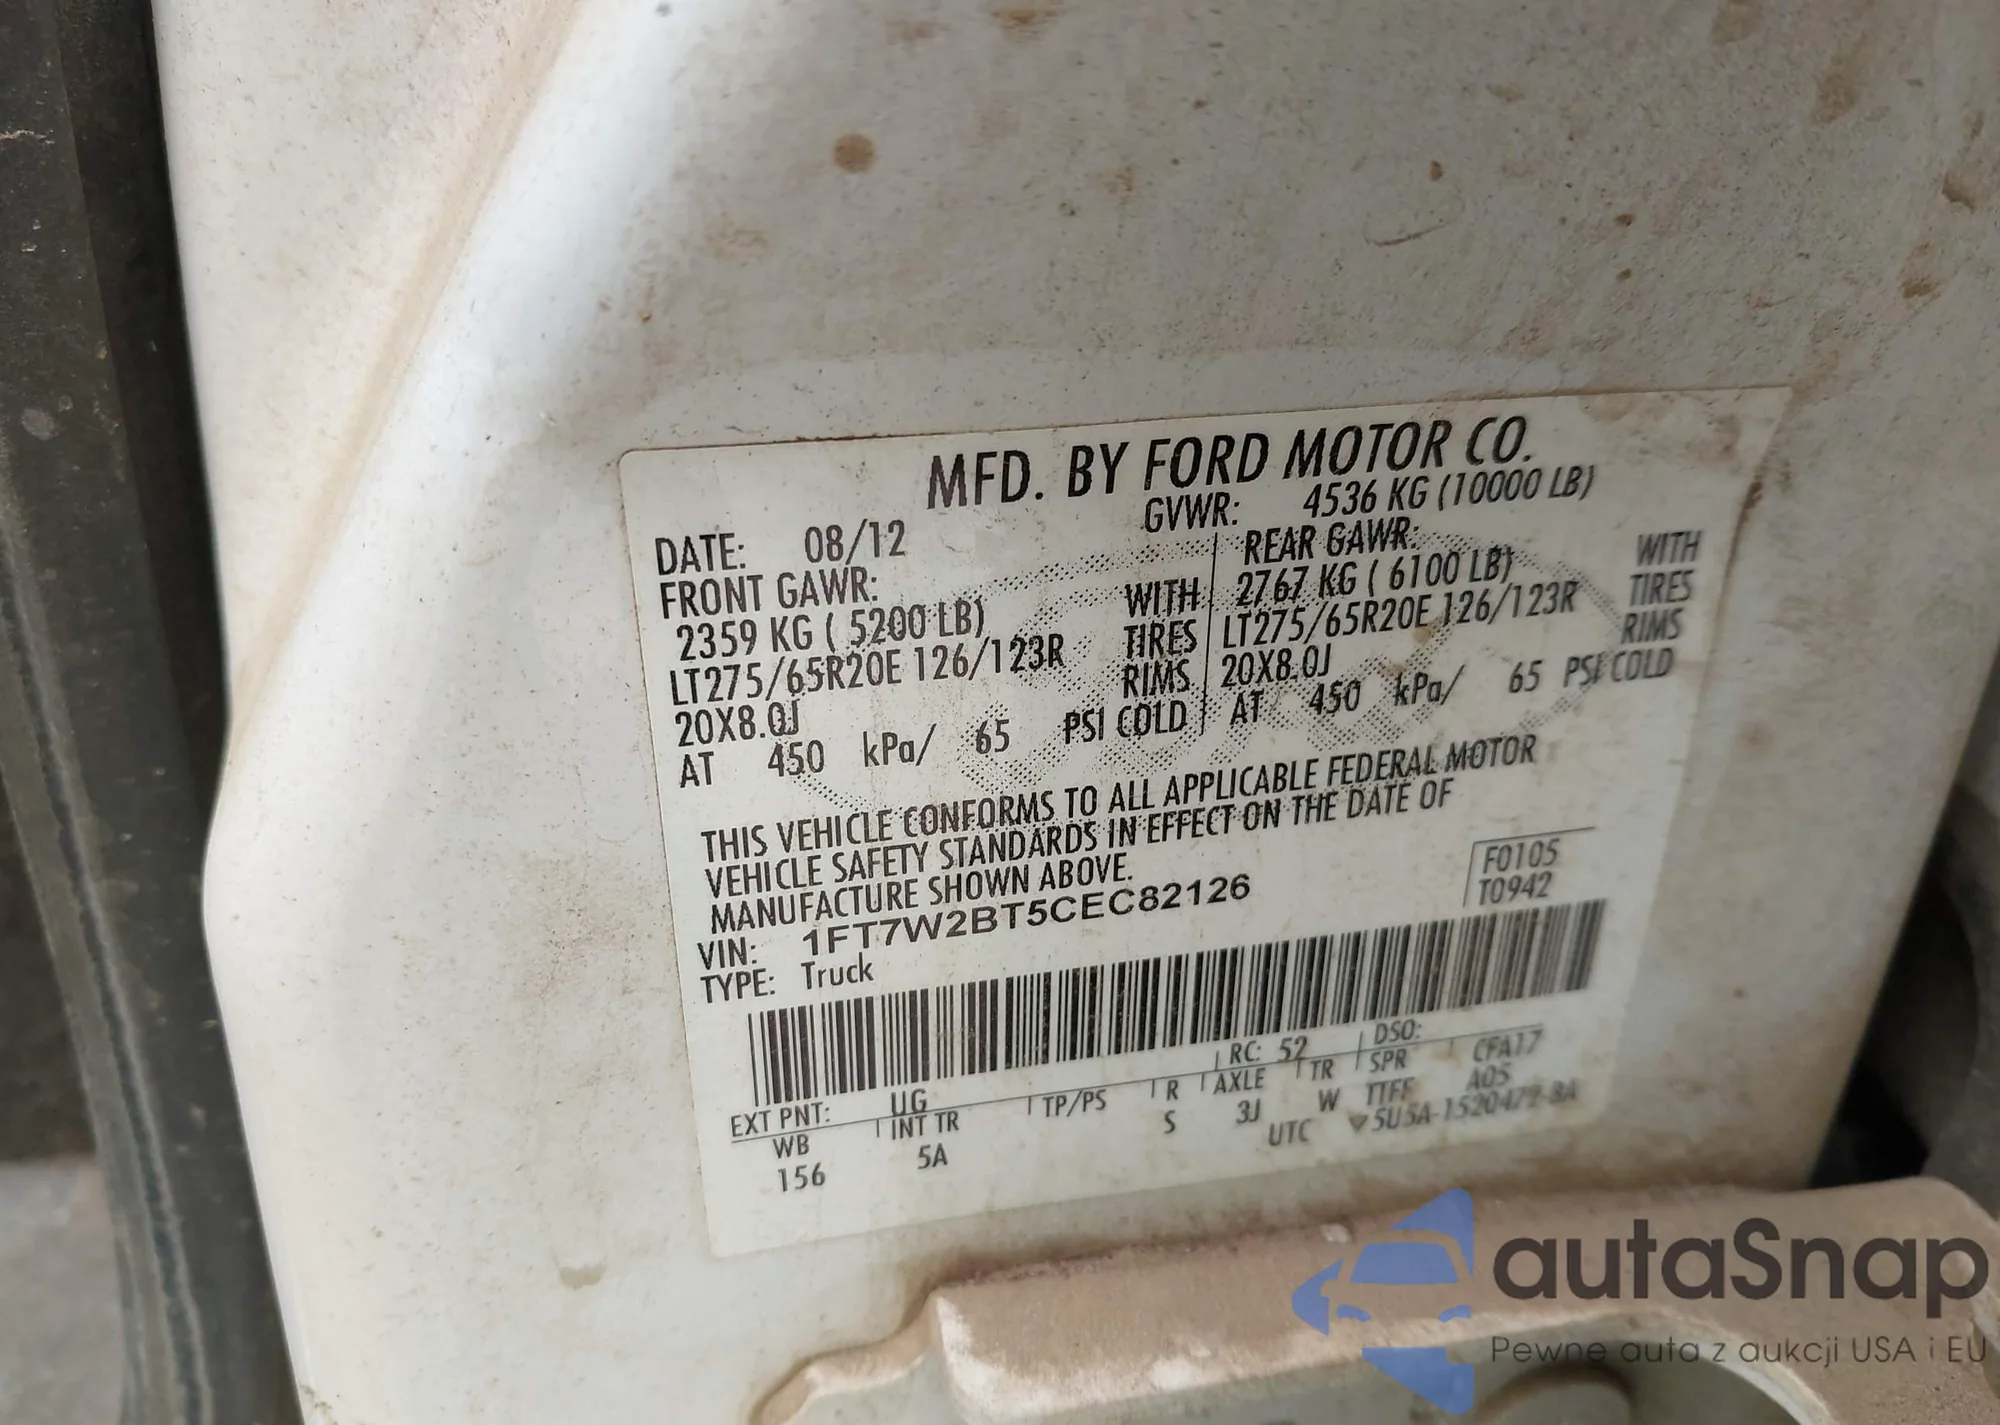 MFD. BY FORD MOTOR CO.
DATE: 08/12 GVWR: 4536 KG (10000 LB)
FRONT GAWR: REAR GAWR:
2359 KG ( 5200 LB) WITH 2767 KG ( 6100 LB) WITH
LT275/65R20E 126/123R TIRES LT275/65R20E 126/123R TIRES
20X8.0J RIMS 20X8.0J RIMS
AT 450 kPa/ 65 PSI COLD AT 450 kPa/ 65 PSI COLD
THIS VEHICLE CONFORMS TO ALL APPLICABLE FEDERAL MOTOR
VEHICLE SAFETY STANDARDS IN EFFECT ON THE DATE OF
MANUFACTURE SHOWN ABOVE.
F0105
VIN: 1FT7W2BT5CEC82126 T0942
TYPE: Truck
EXT PNT: UG RC: 52 DSO:
WB INT TR TP/PS R AXLE TR SPR CFA17
156 5A S 3J W TTFF A05
UTC 5U5A-1520472-BA
autaSnap
Pewne auta z aukcji USA i EU